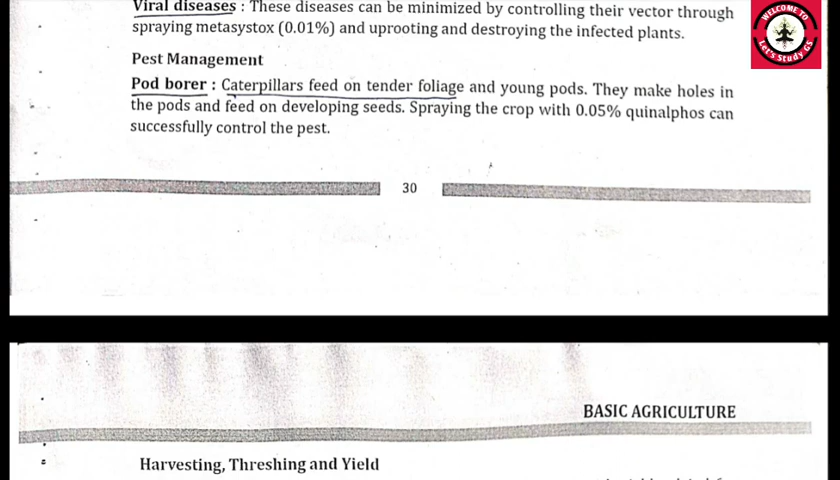 Viral diseases : These diseases can be minimized by controlling their vector through
spraying metasystox (0.01%) and uprooting and destroying the infected plants.
WELCOME TO
Let's Study GS
Pest Management
Pod borer : Caterpillars feed on tender foliage and young pods. They make holes in
the pods and feed on developing seeds. Spraying the crop with 0.05% quinalphos can
successfully control the pest.
30
BASIC AGRICULTURE
Harvesting, Threshing and Yield